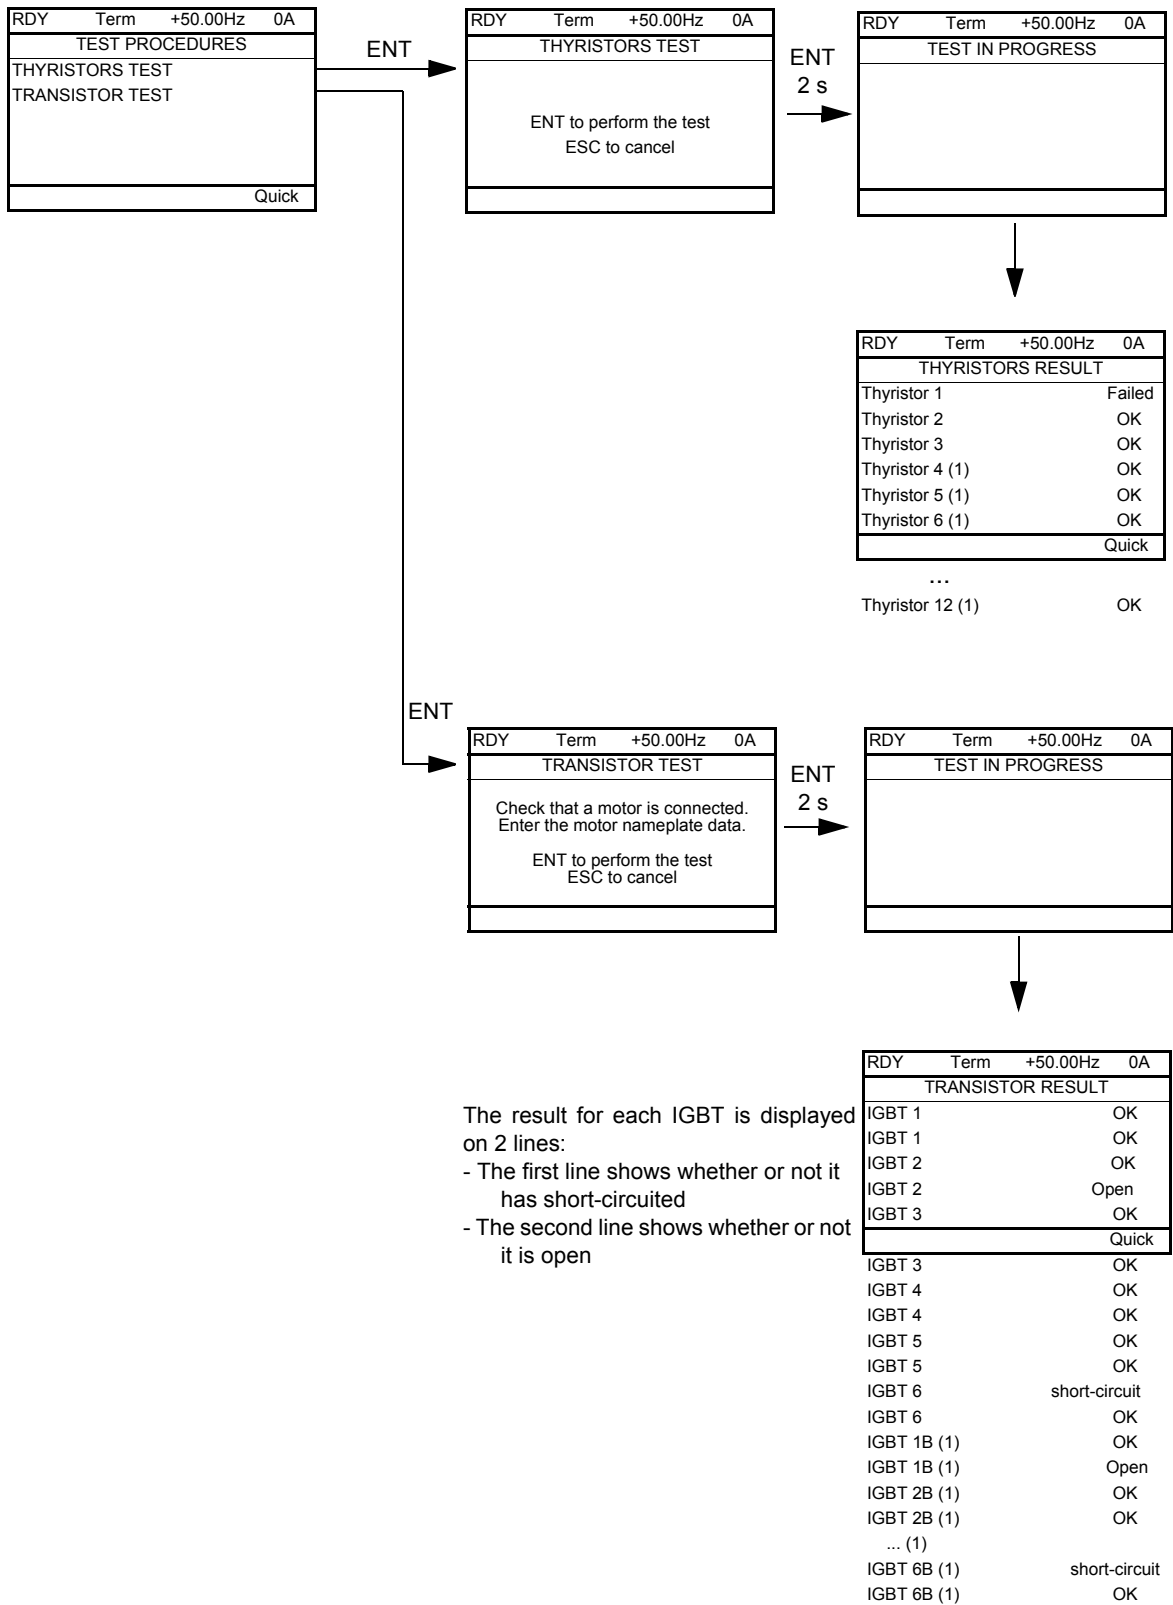 RDY Term +50.00Hz 0A
TEST PROCEDURES
THYRISTORS TEST
TRANSISTOR TEST
Quick
ENT
RDY Term +50.00Hz 0A
THYRISTORS TEST
ENT to perform the test
ESC to cancel
ENT
2 s
RDY Term +50.00Hz 0A
TEST IN PROGRESS
RDY Term +50.00Hz 0A
THYRISTORS RESULT
Thyristor 1 Failed
Thyristor 2 OK
Thyristor 3 OK
Thyristor 4 (1) OK
Thyristor 5 (1) OK
Thyristor 6 (1) OK
Quick
...
Thyristor 12 (1) OK
ENT
RDY Term +50.00Hz 0A
TRANSISTOR TEST
Check that a motor is connected.
Enter the motor nameplate data.
ENT to perform the test
ESC to cancel
ENT
2 s
RDY Term +50.00Hz 0A
TEST IN PROGRESS
The result for each IGBT is displayed
on 2 lines:
- The first line shows whether or not it
has short-circuited
- The second line shows whether or not
it is open
RDY Term +50.00Hz 0A
TRANSISTOR RESULT
IGBT 1 OK
IGBT 1 OK
IGBT 2 OK
IGBT 2 Open
IGBT 3 OK
Quick
IGBT 3 OK
IGBT 4 OK
IGBT 4 OK
IGBT 5 OK
IGBT 5 OK
IGBT 6 short-circuit
IGBT 6 OK
IGBT 1B (1) OK
IGBT 1B (1) Open
IGBT 2B (1) OK
IGBT 2B (1) OK
... (1)
IGBT 6B (1) short-circuit
IGBT 6B (1) OK